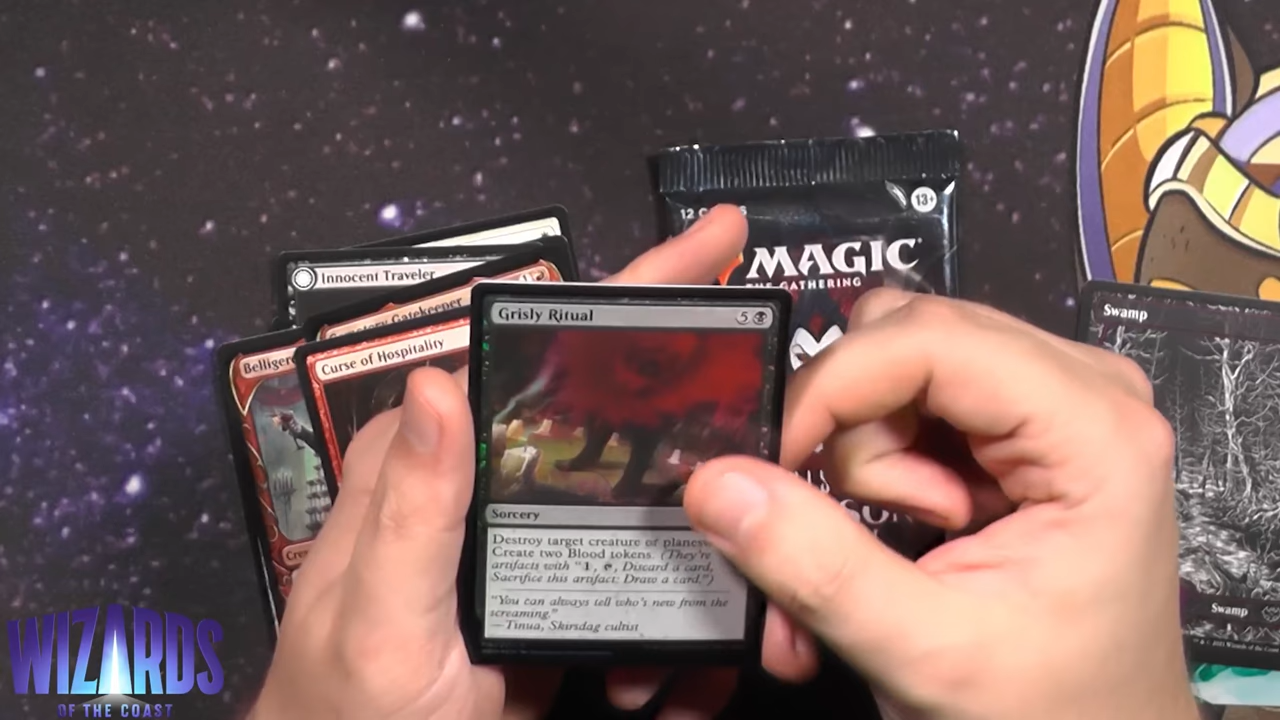 12
13+
MAGIC
THE GATHERING
Innocent Traveler
Gatekeeper
Curse of Hospitality
Grisly Ritual
5
Sorcery
Destroy target creature or
Create two Blood tokens. (They're
artifacts with "1, , Discard a card,
Sacrifice this artifact: Draw a card.")
"You can always tell who's new from the
screaming."
—Tinua, Skirsdag cultist
Swamp
Swamp
WIZARDS
OF THE COAST